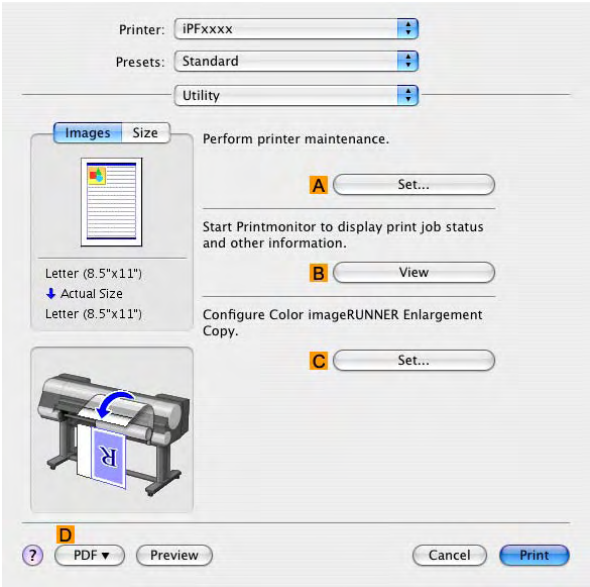 Printer: iPFxxxx
Presets: Standard
Utility
Images Size
Perform printer maintenance.
A Set...
Start Printmonitor to display print job status
and other information.
B View
Letter (8.5"x11")
Actual Size
Letter (8.5"x11")
Configure Color imageRUNNER Enlargement
Copy.
C Set...
R
D
? PDF▼ Preview Cancel Print